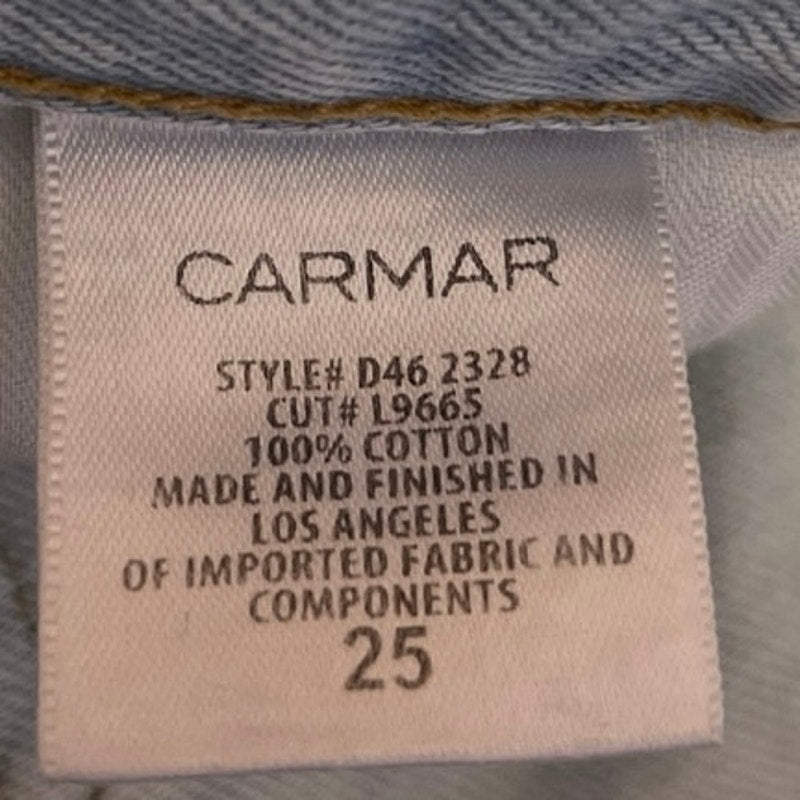 CARMAR
STYLE# D46 2328
CUT# L9665
100% COTTON
MADE AND FINISHED IN
LOS ANGELES
OF IMPORTED FABRIC AND
COMPONENTS
25